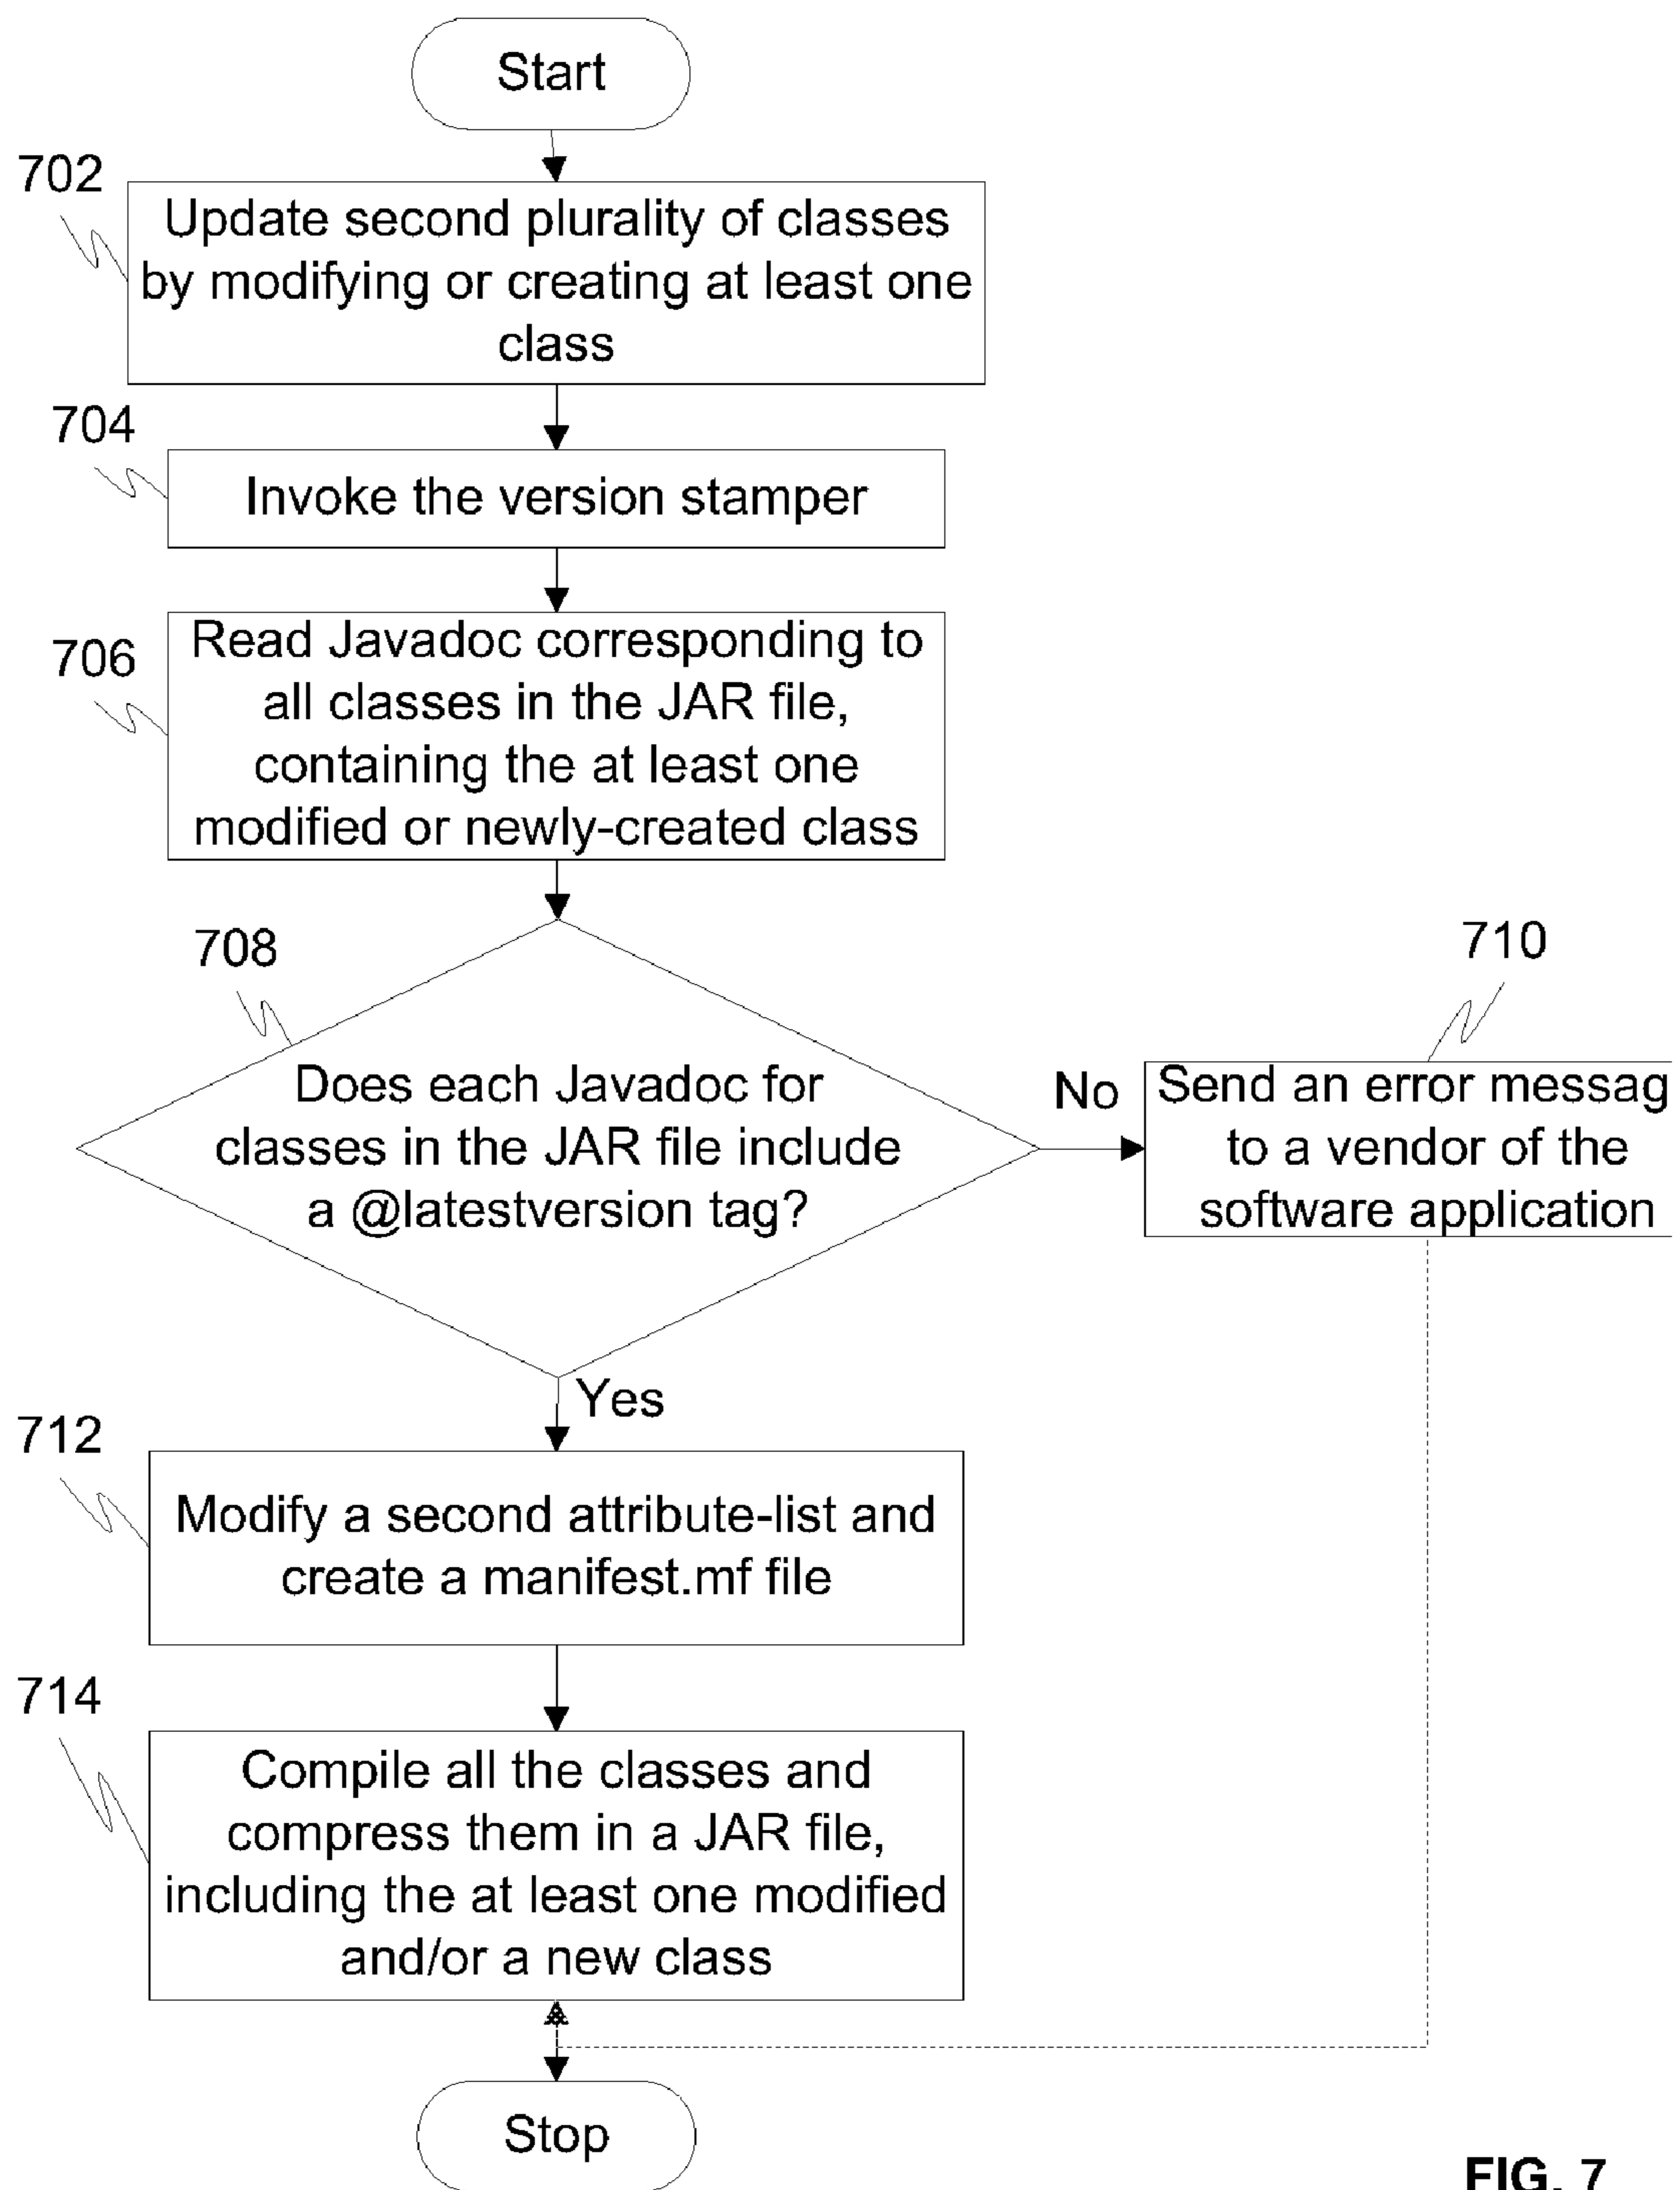 Start
702
Update second plurality of classes
by modifying or creating at least one
class
704
Invoke the version stamper
706
Read Javadoc corresponding to
all classes in the JAR file,
containing the at least one
modified or newly-created class
708
Does each Javadoc for
classes in the JAR file include
a @latestversion tag?
No
710
Send an error messag
to a vendor of the
software application
Yes
712
Modify a second attribute-list and
create a manifest.mf file
714
Compile all the classes and
compress them in a JAR file,
including the at least one modified
and/or a new class
Stop
FIG. 7